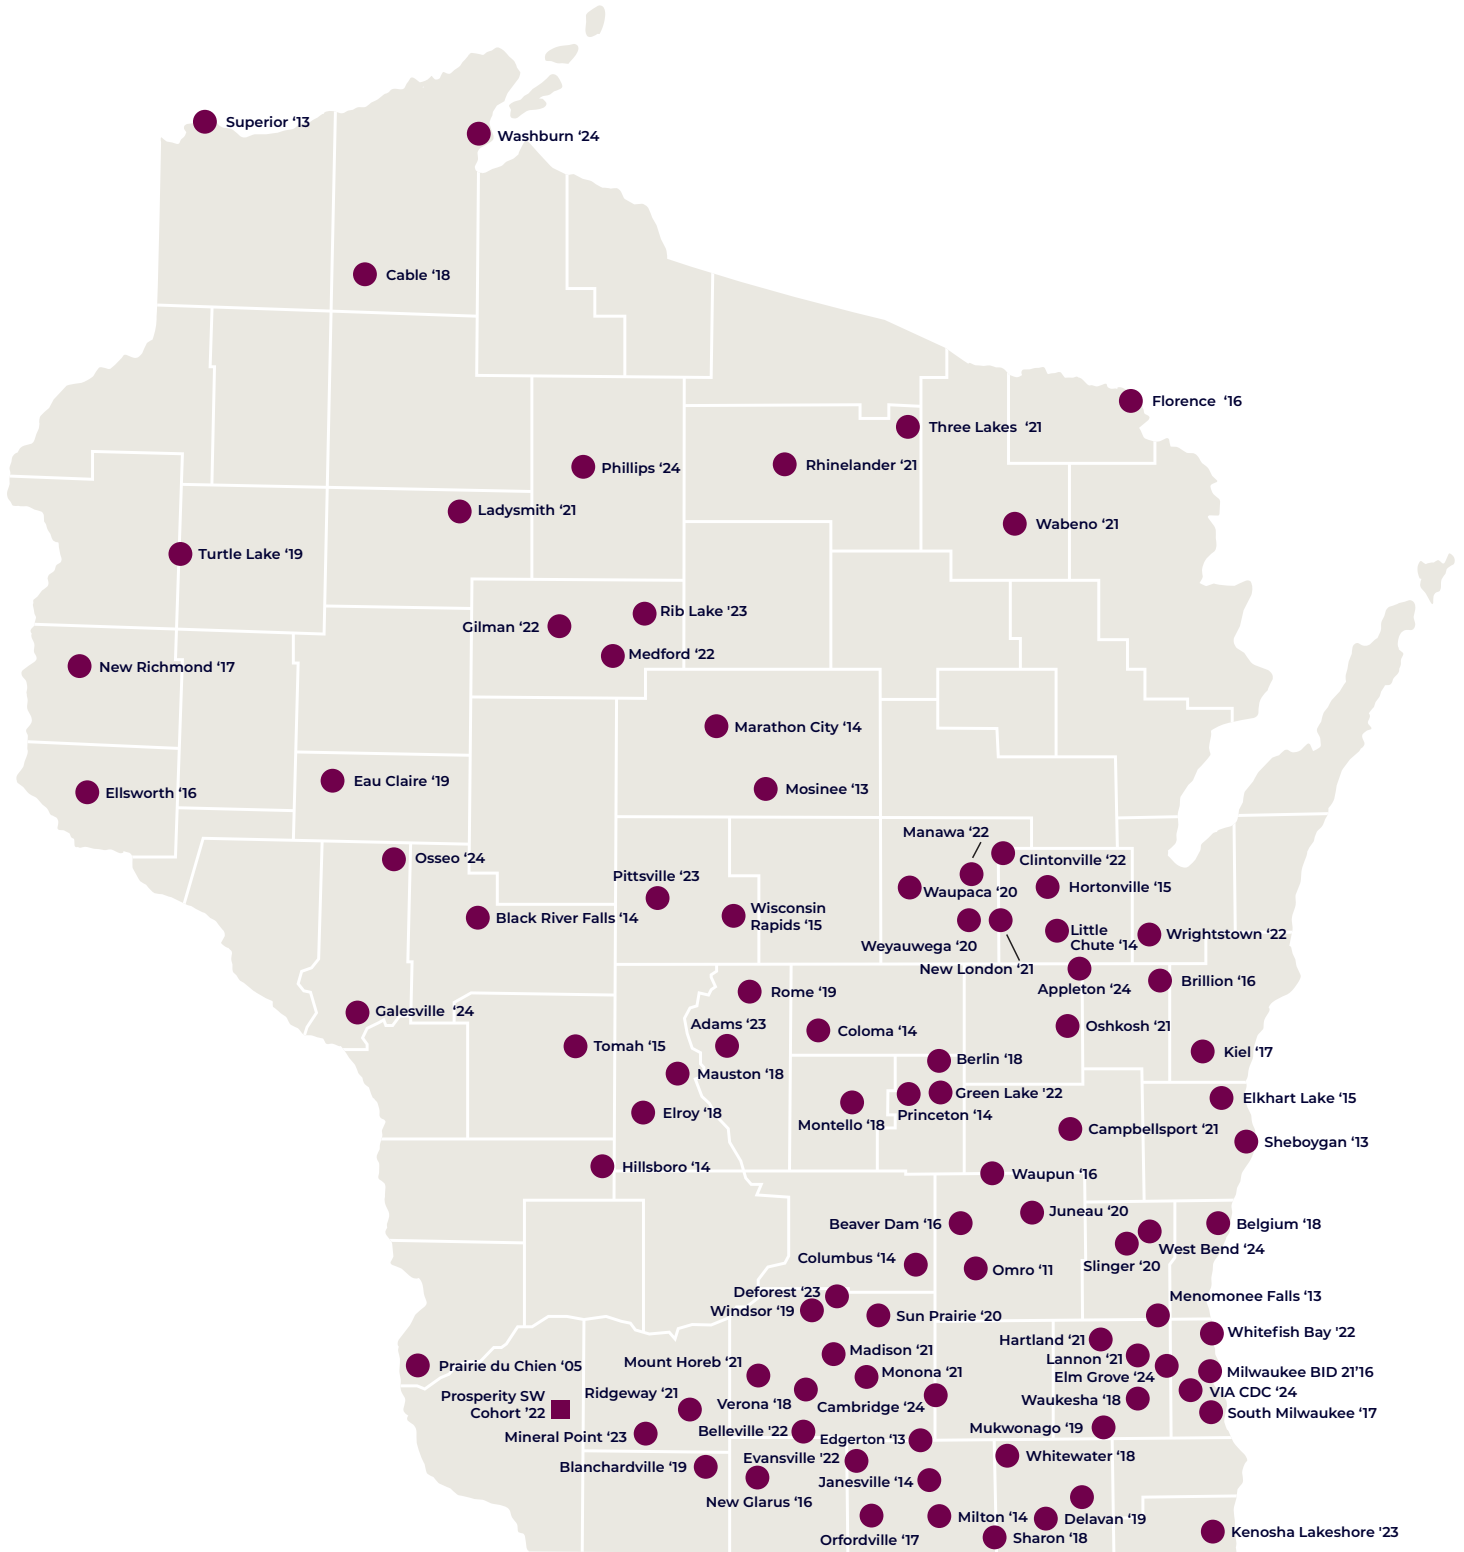 Superior ‘13
Washburn ‘24
Cable ‘18
Florence ‘16
Three Lakes ‘21
Rhinelander ‘21
Phillips ‘24
Ladysmith ‘21
Wabeno ‘21
Turtle Lake ‘19
Rib Lake '23
Gilman ‘22
Medford ‘22
New Richmond ‘17
Marathon City ‘14
Eau Claire ‘19
Mosinee ‘13
Ellsworth ‘16
Manawa ‘22
Osseo ‘24
Clintonville ‘22
Pittsville ‘23
Waupaca ‘20
Hortonville ‘15
Black River Falls ‘14
Wisconsin
Rapids ‘15
Weyauwega ‘20
Little
Chute ‘14
Wrightstown ‘22
New London ‘21
Appleton ‘24
Brillion ‘16
Rome ‘19
Galesville ‘24
Adams ‘23
Coloma ‘14
Oshkosh ‘21
Tomah ‘15
Berlin ‘18
Kiel ‘17
Mauston ‘18
Green Lake '22
Elkhart Lake ‘15
Elroy ‘18
Montello ‘18
Princeton ‘14
Campbellsport ‘21
Sheboygan ‘13
Hillsboro ‘14
Waupun ‘16
Juneau ‘20
Beaver Dam ‘16
Belgium ‘18
West Bend ‘24
Columbus ‘14
Omro ‘11
Slinger ‘20
Deforest ‘23
Menomonee Falls ‘13
Windsor ‘19
Sun Prairie ‘20
Whitefish Bay '22
Hartland ‘21
Madison ‘21
Lannon ‘21
Mount Horeb ‘21
Prairie du Chien ‘05
Monona ‘21
Elm Grove ‘24
Milwaukee BID 21’16
Ridgeway ‘21
VIA CDC ‘24
Prosperity SW
Cohort ’22
Verona ‘18
Cambridge ‘24
Waukesha ‘18
South Milwaukee ‘17
Mineral Point ‘23
Belleville '22
Edgerton ‘13
Mukwonago ‘19
Blanchardville ‘19
Evansville '22
Whitewater ‘18
New Glarus ‘16
Janesville ‘14
Orfordville ‘17
Milton ‘14
Delavan ‘19
Sharon ‘18
Kenosha Lakeshore '23